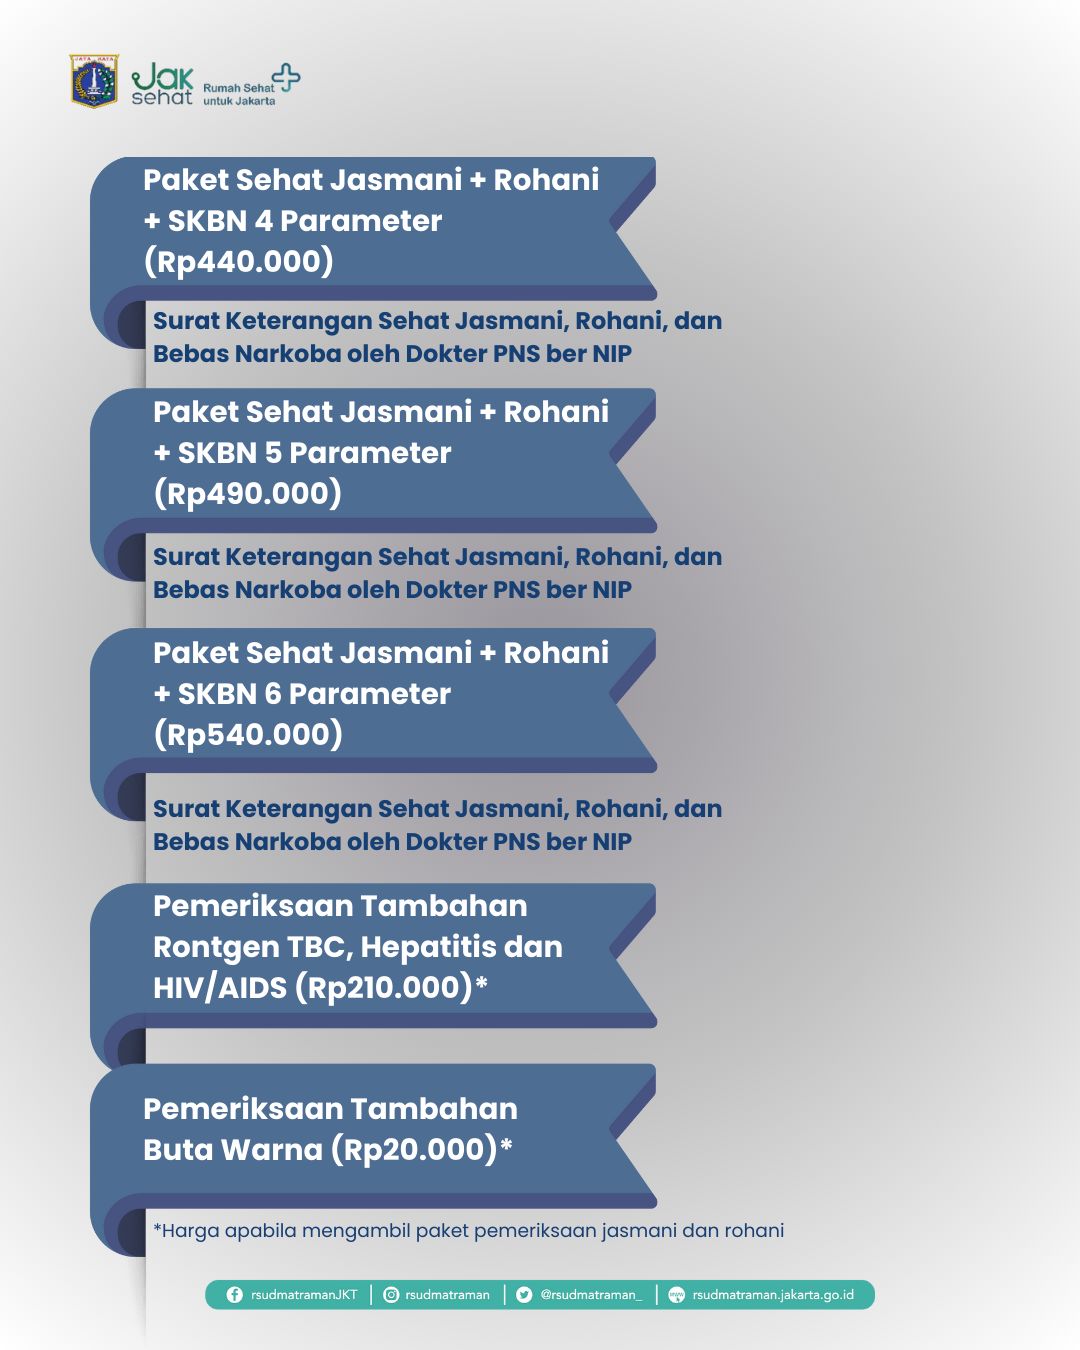 JAYA RAYA
Jak
sehat
Rumah Sehat
untuk Jakarta
Paket Sehat Jasmani + Rohani
+ SKBN 4 Parameter
(Rp440.000)
Surat Keterangan Sehat Jasmani, Rohani, dan
Bebas Narkoba oleh Dokter PNS ber NIP
Paket Sehat Jasmani + Rohani
+ SKBN 5 Parameter
(Rp490.000)
Surat Keterangan Sehat Jasmani, Rohani, dan
Bebas Narkoba oleh Dokter PNS ber NIP
Paket Sehat Jasmani + Rohani
+ SKBN 6 Parameter
(Rp540.000)
Surat Keterangan Sehat Jasmani, Rohani, dan
Bebas Narkoba oleh Dokter PNS ber NIP
Pemeriksaan Tambahan
Rontgen TBC, Hepatitis dan
HIV/AIDS (Rp210.000)*
Pemeriksaan Tambahan
Buta Warna (Rp20.000)*
*Harga apabila mengambil paket pemeriksaan jasmani dan rohani
rsudmatramanJKT rsudmatraman @rsudmatraman_ www rsudmatraman.jakarta.go.id